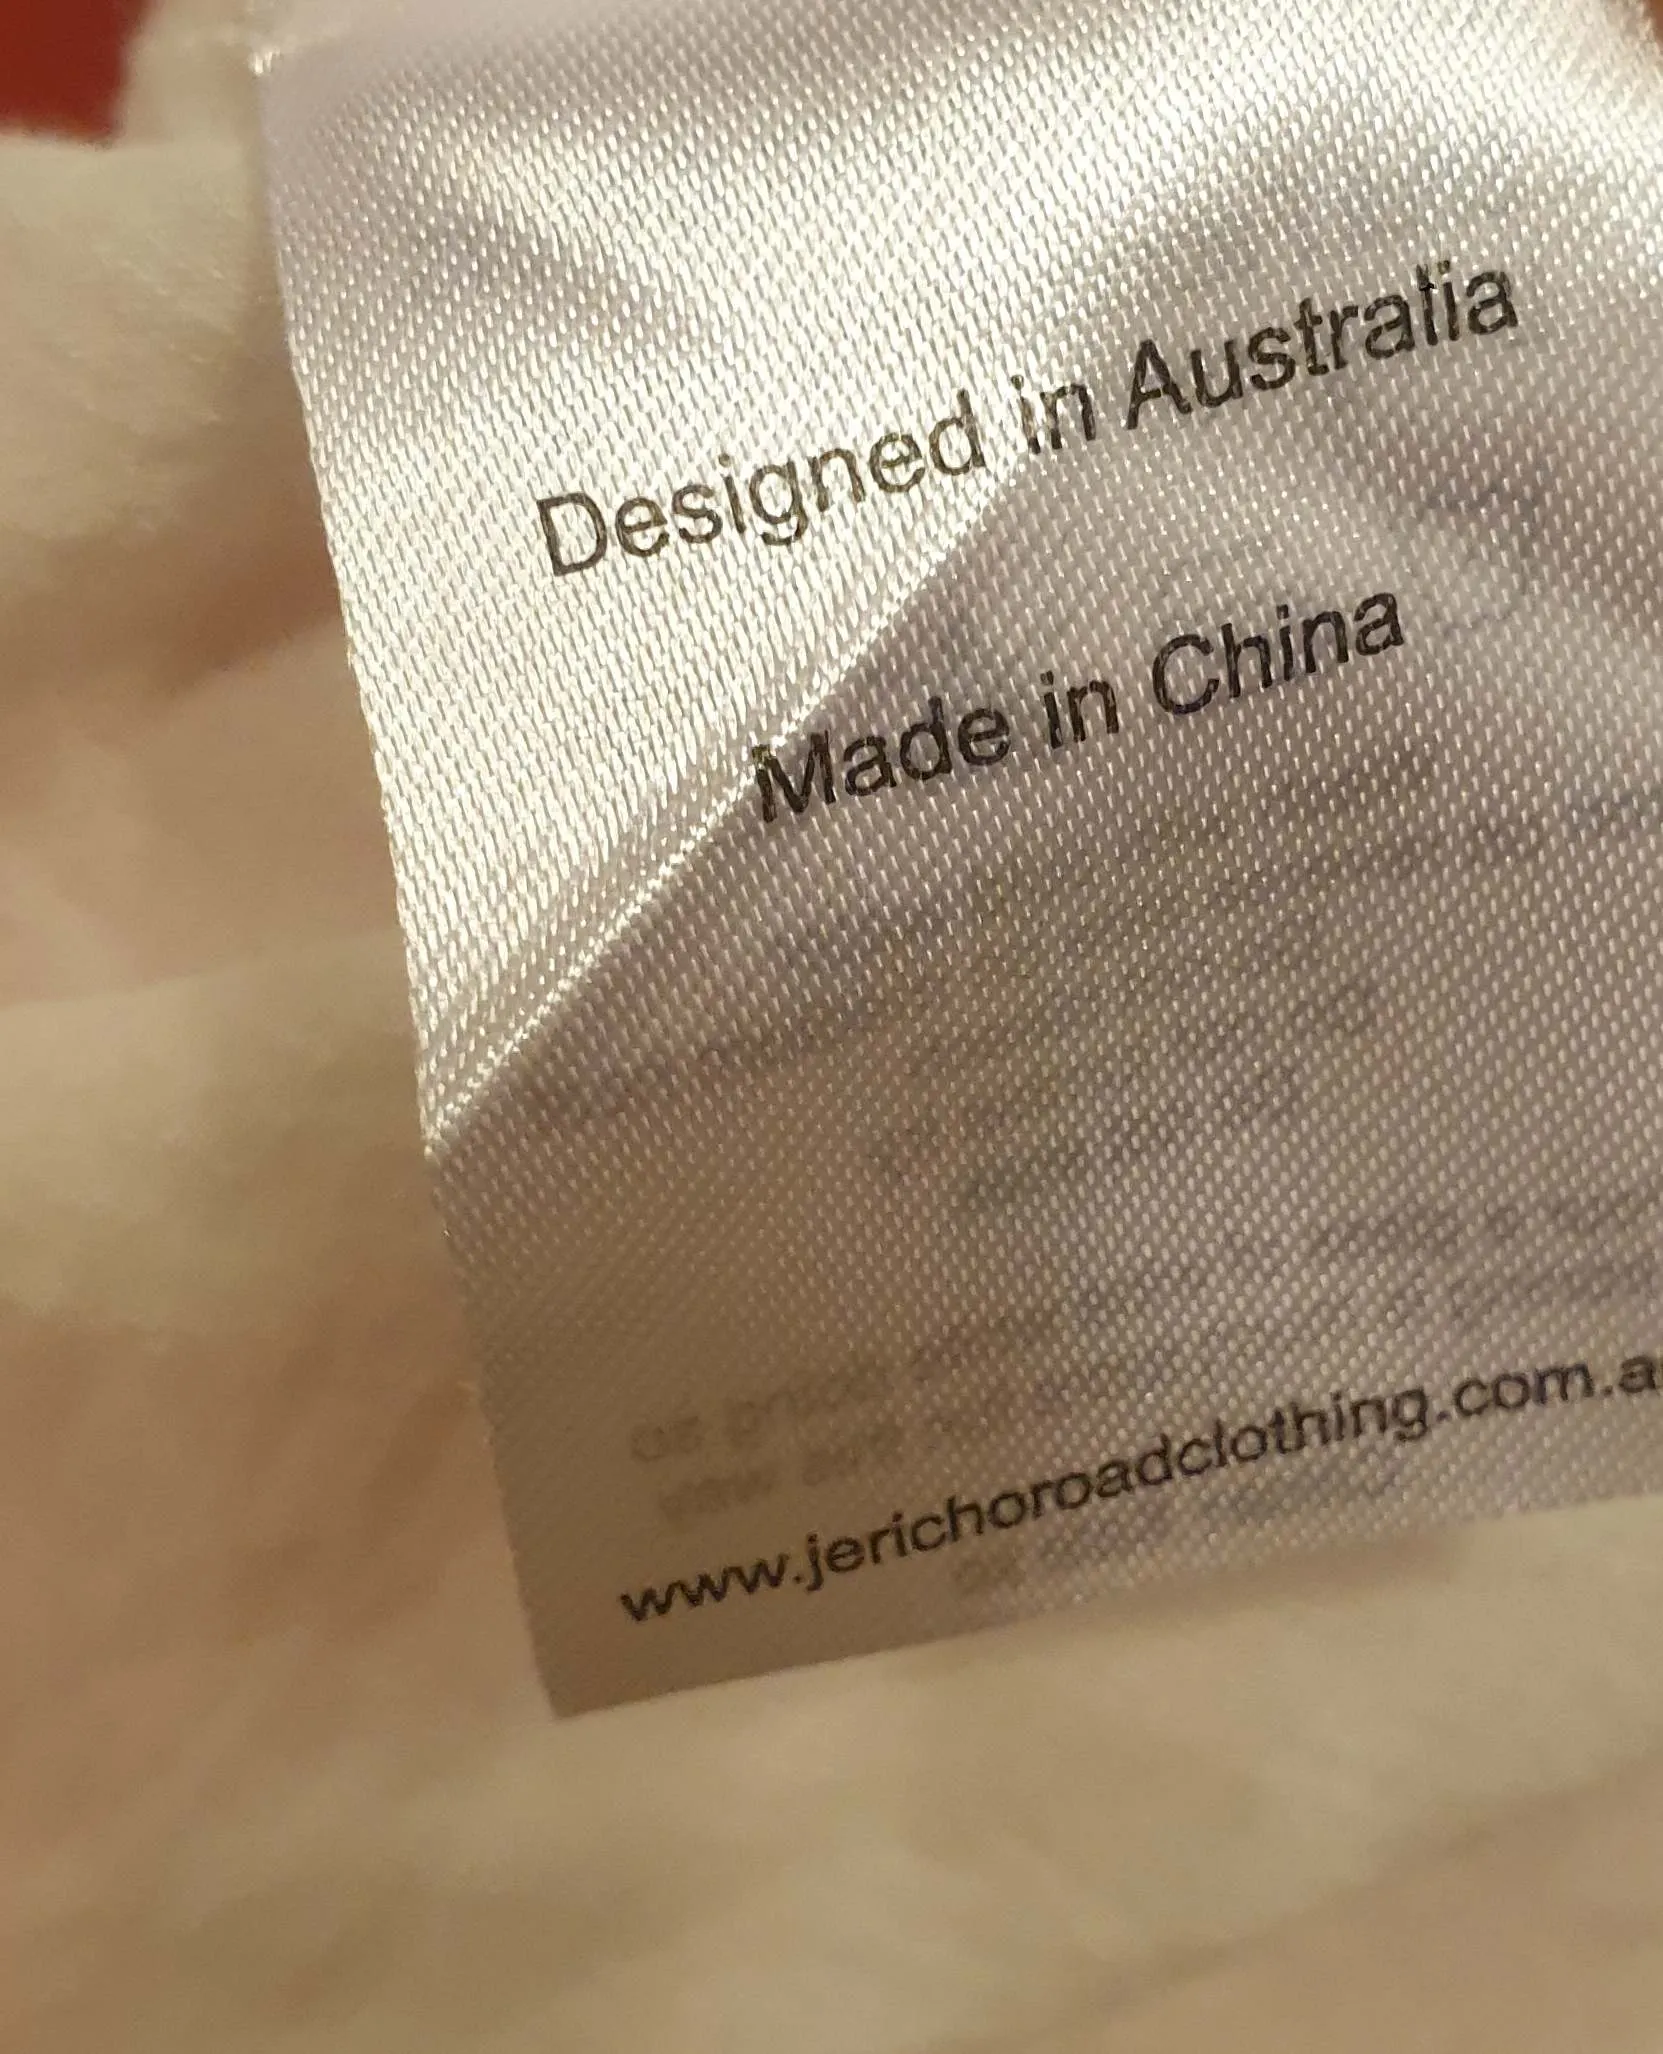 Designed in Australia
Made in China
www.jerichoroadclothing.com.a